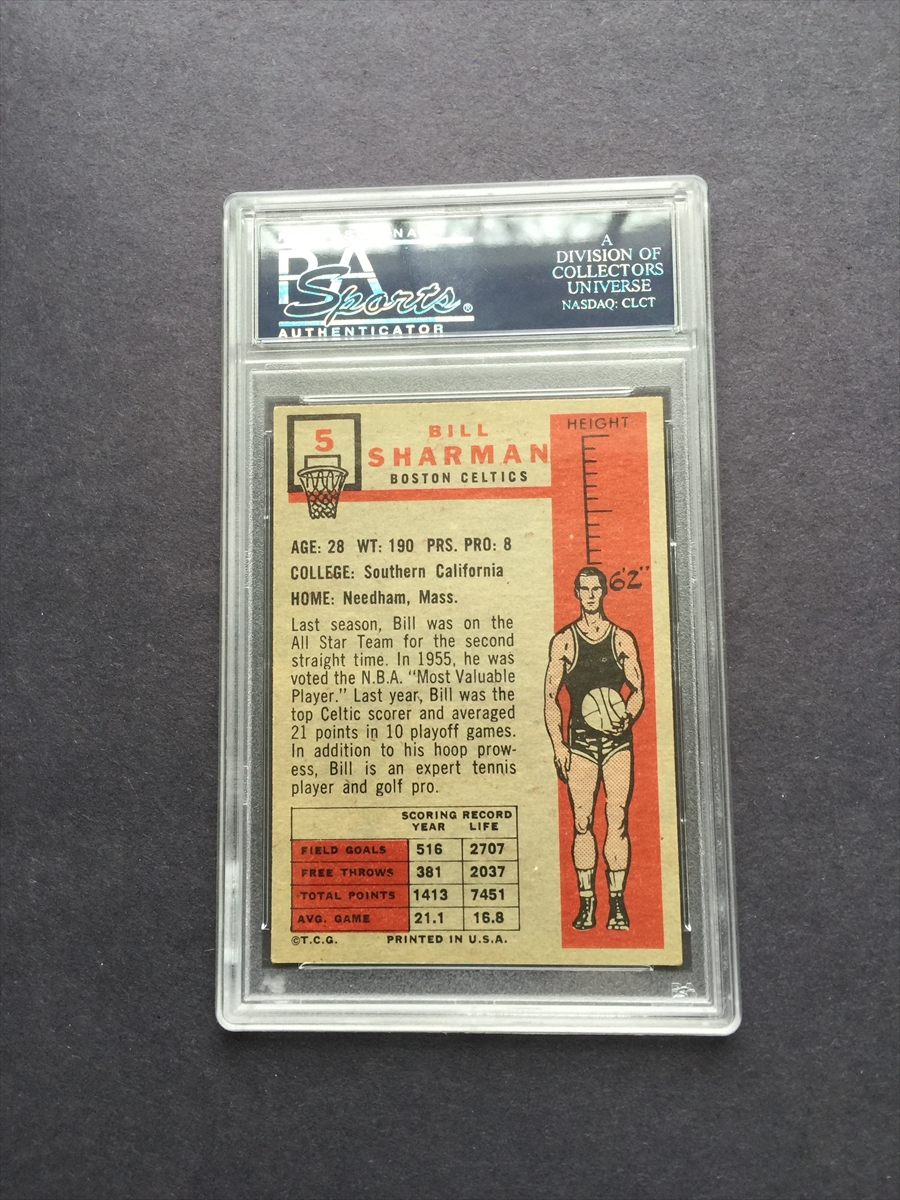 Sports®
AUTHENTICATOR
A
DIVISION OF
COLLECTORS
UNIVERSE
NASDAQ: CLCT
5
BILL
SHARMAN
BOSTON CELTICS
HEIGHT
6'2"
AGE: 28 WT: 190 PRS. PRO: 8
COLLEGE: Southern California
HOME: Needham, Mass.
Last season, Bill was on the
All Star Team for the second
straight time. In 1955, he was
voted the N.B.A. "Most Valuable
Player." Last year, Bill was the
top Celtic scorer and averaged
21 points in 10 playoff games.
In addition to his hoop prow-
ess, Bill is an expert tennis
player and golf pro.
SCORING RECORD
YEAR LIFE
FIELD GOALS 516 2707
FREE THROWS 381 2037
TOTAL POINTS 1413 7451
AVG. GAME 21.1 16.8
©T.C.G. PRINTED IN U.S.A.